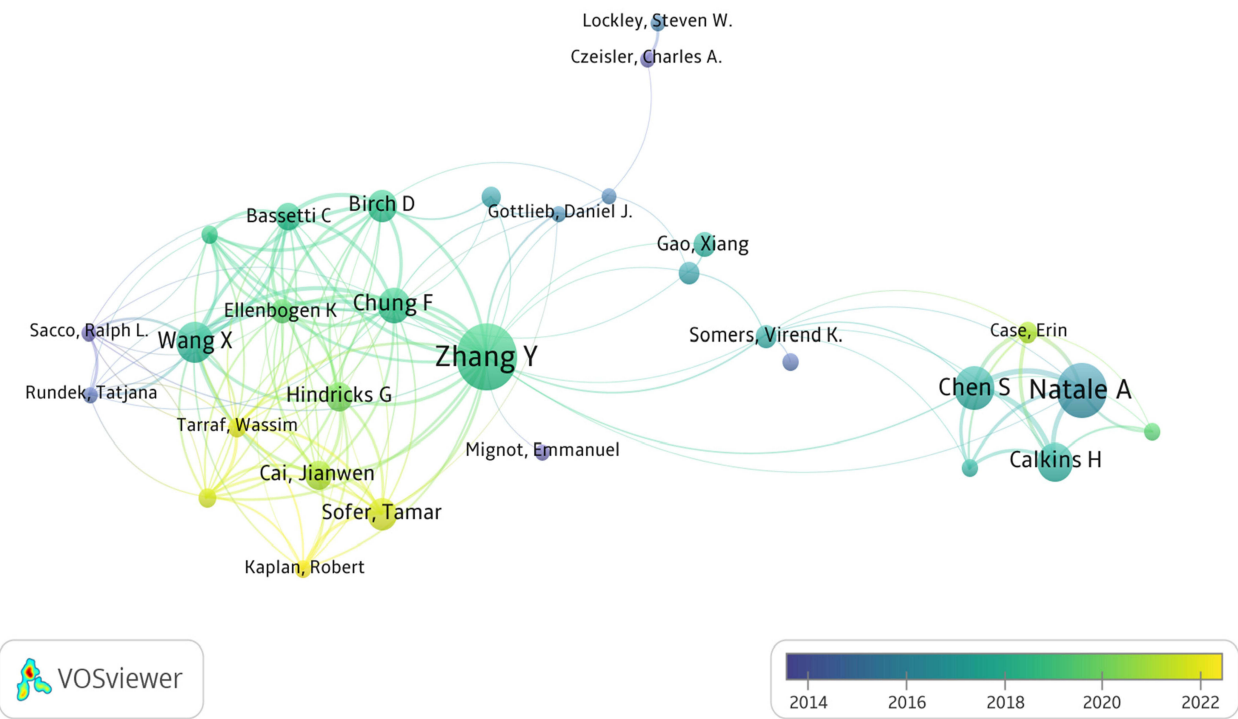 Lockley, Steven W.
Czeisler, Charles A.
Birch D
Bassetti C
Gottlieb, Daniel J.
Gao, Xiang
Chung F
Ellenbogen K
Sacco, Ralph L.
Wang X
Somers, Virend K.
Case, Erin
Zhang Y
Rundek, Tatjana
Hindricks G
Chen S
Natale A
Tarraf, Wassim
Mignot, Emmanuel
Calkins H
Cai, Jianwen
Sofer, Tamar
Kaplan, Robert
VOSviewer
2014 2016 2018 2020 2022